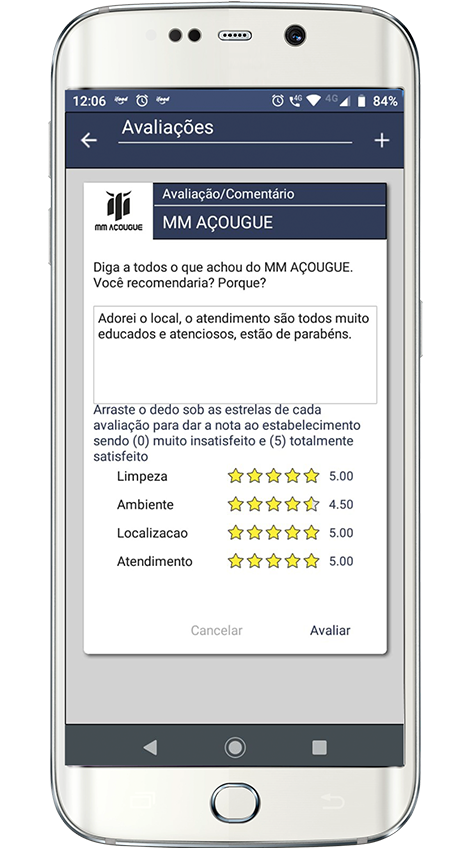 12:06
4G
4G
84%
Avaliações
MM AÇOUGUE
Avaliação/Comentário
MM AÇOUGUE
Diga a todos o que achou do MM AÇOUGUE.
Você recomendaria? Porque?
Adorei o local, o atendimento são todos muito
educados e atenciosos, estão de parabéns.
Arraste o dedo sob as estrelas de cada
avaliação para dar a nota ao estabelecimento
sendo (0) muito insatisfeito e (5) totalmente
satisfeito
Limpeza 5.00
Ambiente 4.50
Localizacao 5.00
Atendimento 5.00
Cancelar Avaliar